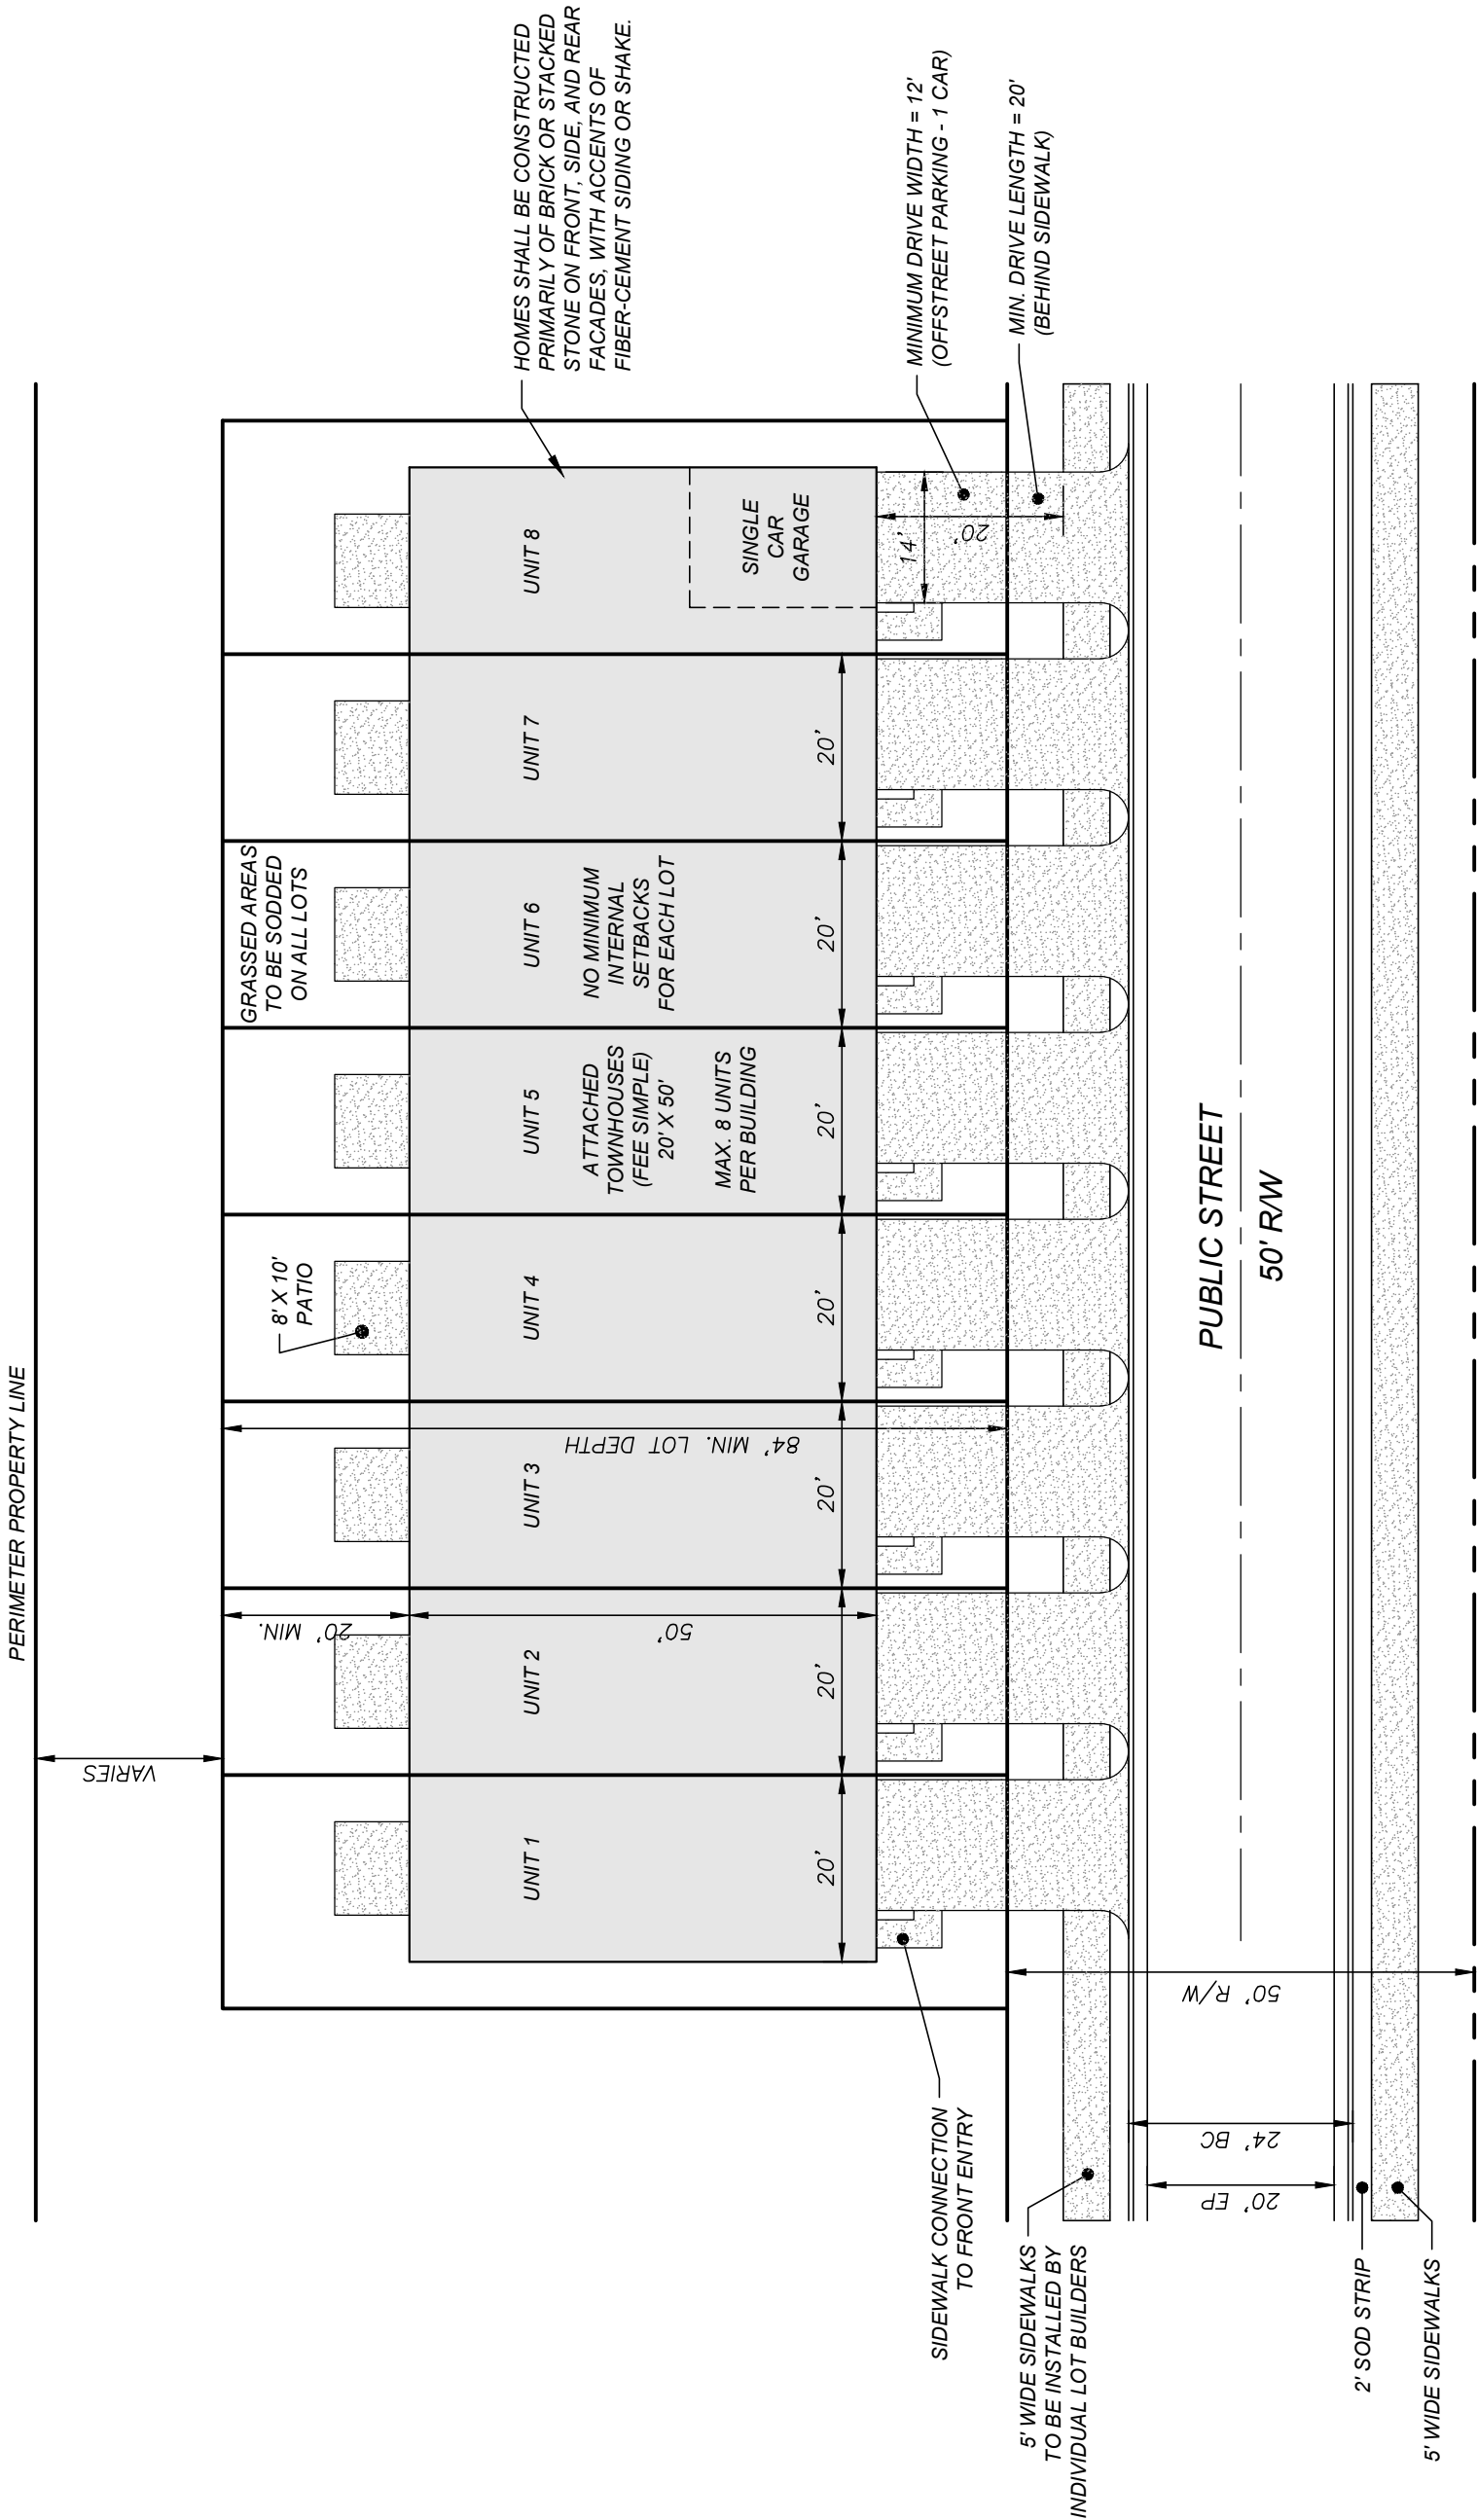 PERIMETER PROPERTY LINE
VARIES
8' X 10'
PATIO
GRASSED AREAS
TO BE SODDED
ON ALL LOTS
HOMES SHALL BE CONSTRUCTED
PRIMARILY OF BRICK OR STACKED
STONE ON FRONT, SIDE, AND REAR
FACADES, WITH ACCENTS OF
FIBER-CEMENT SIDING OR SHAKE.
20' MIN.
50'
84' MIN. LOT DEPTH
UNIT 1
UNIT 2
UNIT 3
UNIT 4
UNIT 5
UNIT 6
UNIT 7
UNIT 8
ATTACHED
TOWNHOUSES
(FEE SIMPLE)
20' X 50'
MAX. 8 UNITS
PER BUILDING
NO MINIMUM
INTERNAL
SETBACKS
FOR EACH LOT
SINGLE
CAR
GARAGE
20'
20'
20'
20'
20'
20'
20'
14'
20'
MINIMUM DRIVE WIDTH = 12'
(OFFSTREET PARKING - 1 CAR)
MIN. DRIVE LENGTH = 20'
(BEHIND SIDEWALK)
SIDEWALK CONNECTION
TO FRONT ENTRY
5' WIDE SIDEWALKS
TO BE INSTALLED BY
INDIVIDUAL LOT BUILDERS
50' R/W
24' BC
20' EP
PUBLIC STREET
50' R/W
2' SOD STRIP
5' WIDE SIDEWALKS